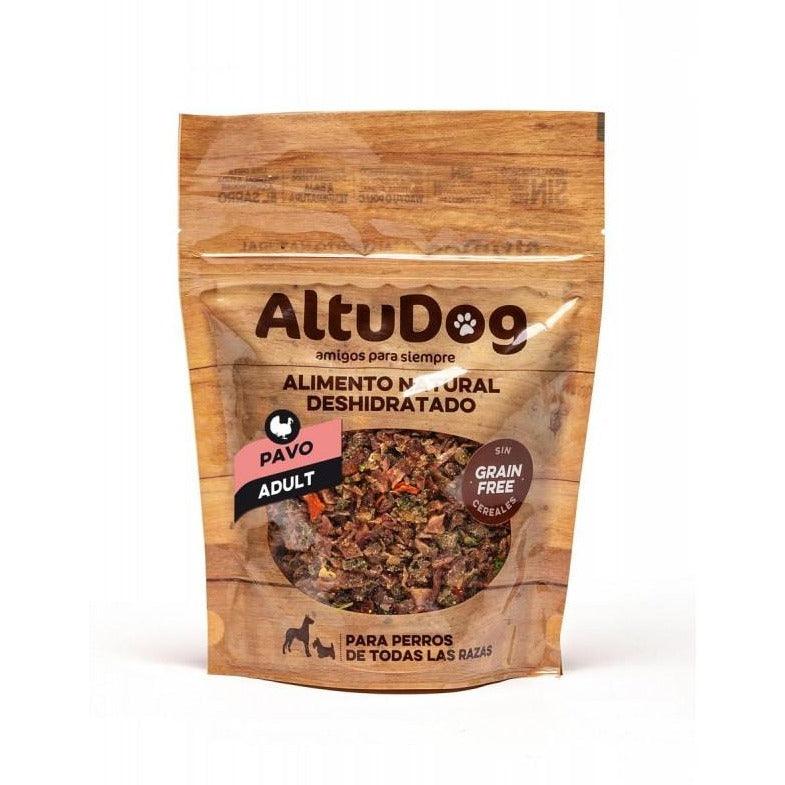 AltuDog
amigos para siempre
ALIMENTO NATURAL
DESHIDRATADO
PAVO
ADULT
SIN
GRAIN
FREE
CEREALES
PARA PERROS
DE TODAS LAS RAZAS